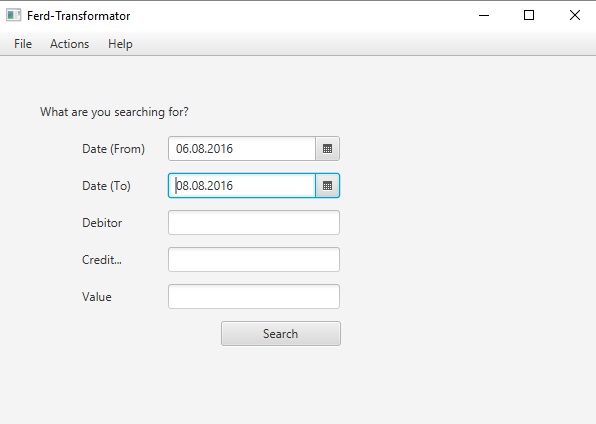 Ferd-Transformator
File Actions Help
What are you searching for?
Date (From) 06.08.2016
Date (To) 08.08.2016
Debitor
Credit...
Value
Search